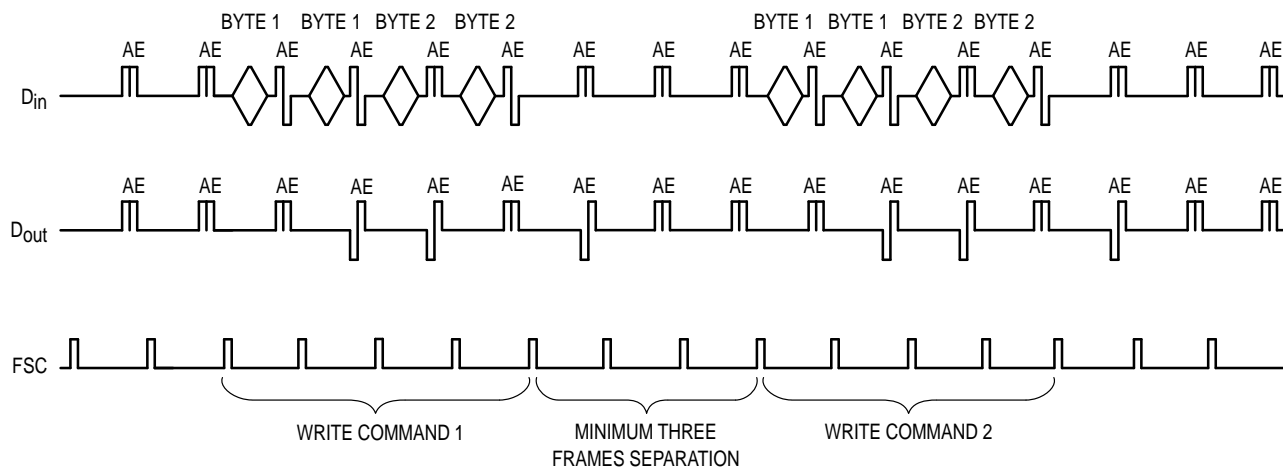 BYTE 1 BYTE 1 BYTE 2 BYTE 2 BYTE 1 BYTE 1 BYTE 2 BYTE 2
AE AE AE AE AE AE AE AE AE AE AE AE AE AE AE AE
Din
AE AE AE AE AE AE AE AE AE AE AE AE AE AE AE AE
Dout
FSC
WRITE COMMAND 1 MINIMUM THREE WRITE COMMAND 2
FRAMES SEPARATION